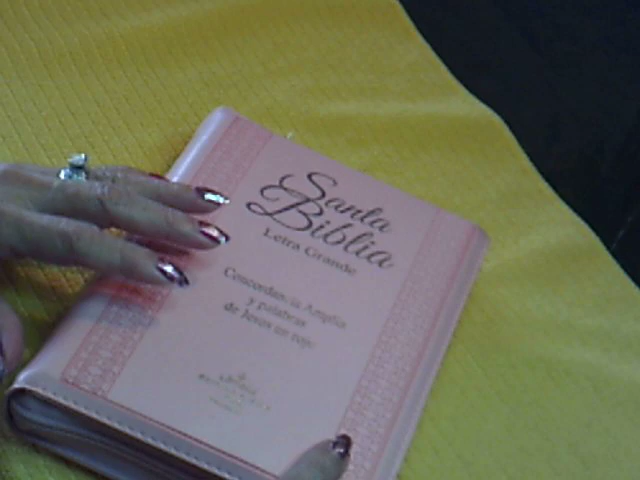 Santa
Biblia
Letra Grande
Concordancia Amplia
y palabras
de Jesus en rojo